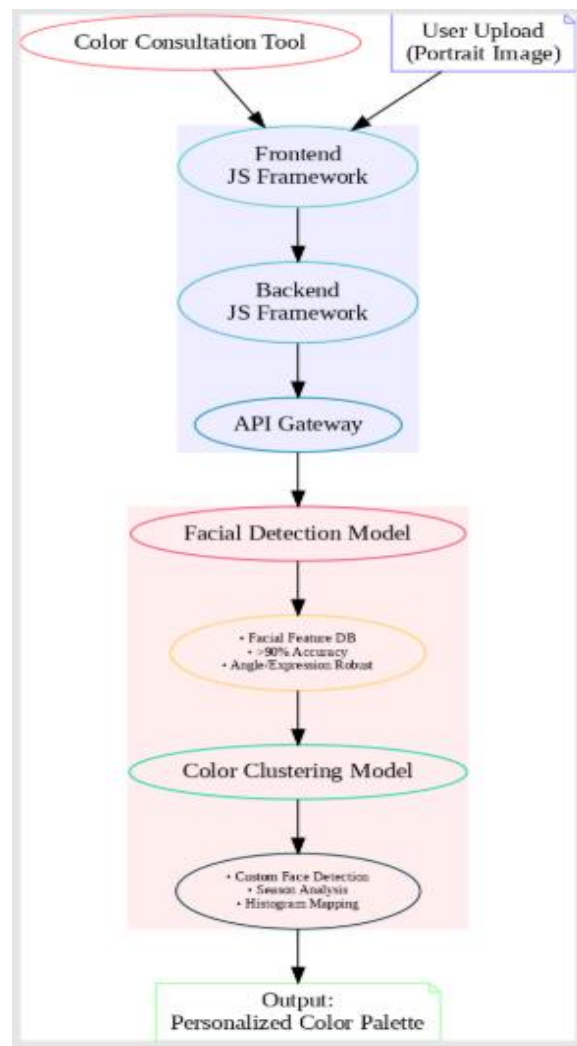 Color Consultation Tool
User Upload
(Portrait Image)
Frontend
JS Framework
Backend
JS Framework
API Gateway
Facial Detection Model
• Facial Feature DB
• >90% Accuracy
• Angle/Expression Robust
Color Clustering Model
• Custom Face Detection
• Season Analysis
• Histogram Mapping
Output:
Personalized Color Palette